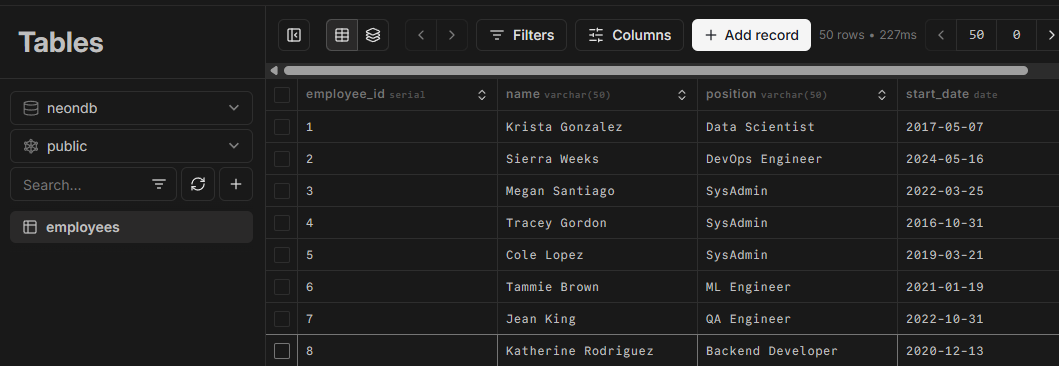 Tables
neondb
public
Search...
employees
Filters
Columns
+ Add record
50 rows • 227ms
50
0
employee_id serial name varchar(50) position varchar(50) start_date date
1 Krista Gonzalez Data Scientist 2017-05-07
2 Sierra Weeks DevOps Engineer 2024-05-16
3 Megan Santiago SysAdmin 2022-03-25
4 Tracey Gordon SysAdmin 2016-10-31
5 Cole Lopez SysAdmin 2019-03-21
6 Tammie Brown ML Engineer 2021-01-19
7 Jean King QA Engineer 2022-10-31
8 Katherine Rodriguez Backend Developer 2020-12-13